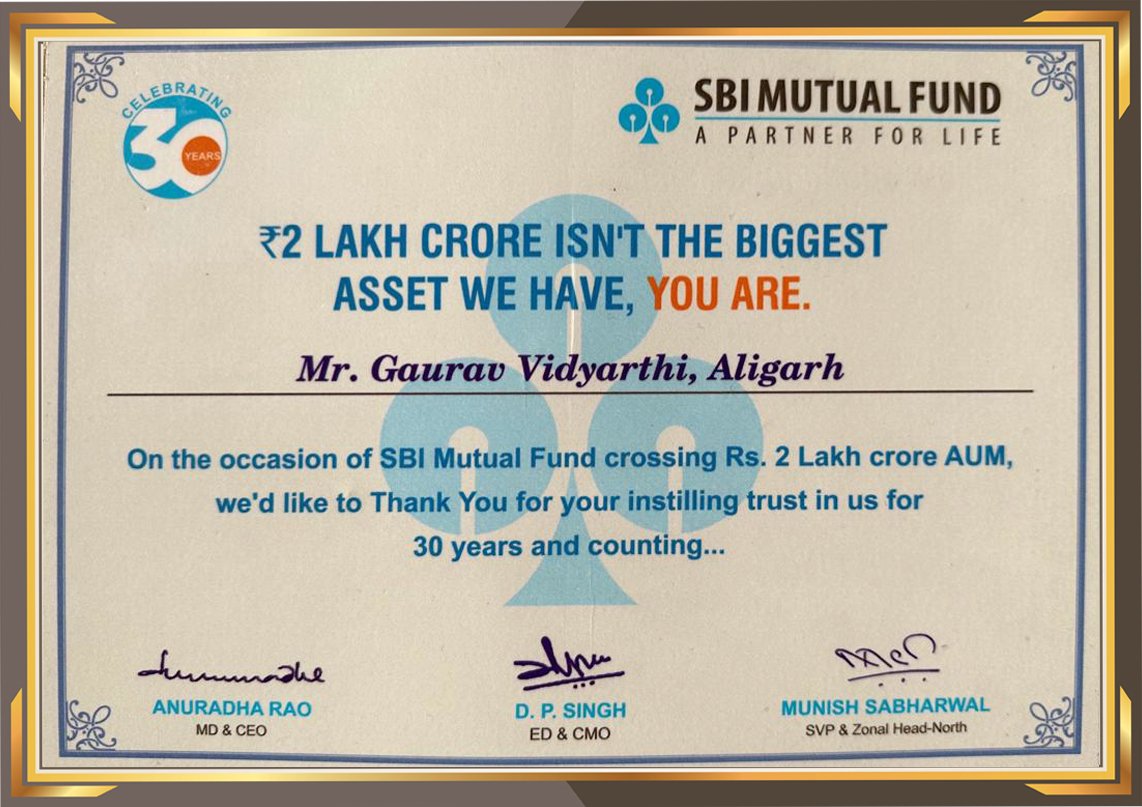 CELEBRATING
30
YEARS
SBI MUTUAL FUND
A PARTNER FOR LIFE
₹2 LAKH CRORE ISN'T THE BIGGEST
ASSET WE HAVE, YOU ARE.
Mr. Gaurav Vidyarthi, Aligarh
On the occasion of SBI Mutual Fund crossing Rs. 2 Lakh crore AUM,
we'd like to Thank You for your instilling trust in us for
30 years and counting...
ANURADHA RAO
MD & CEO
D. P. SINGH
ED & CMO
MUNISH SABHARWAL
SVP & Zonal Head-North